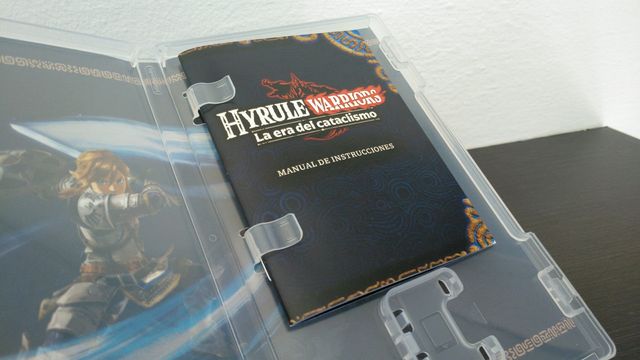 HYRULE WARRIORS
La era del cataclismo
MANUAL DE INSTRUCCIONES